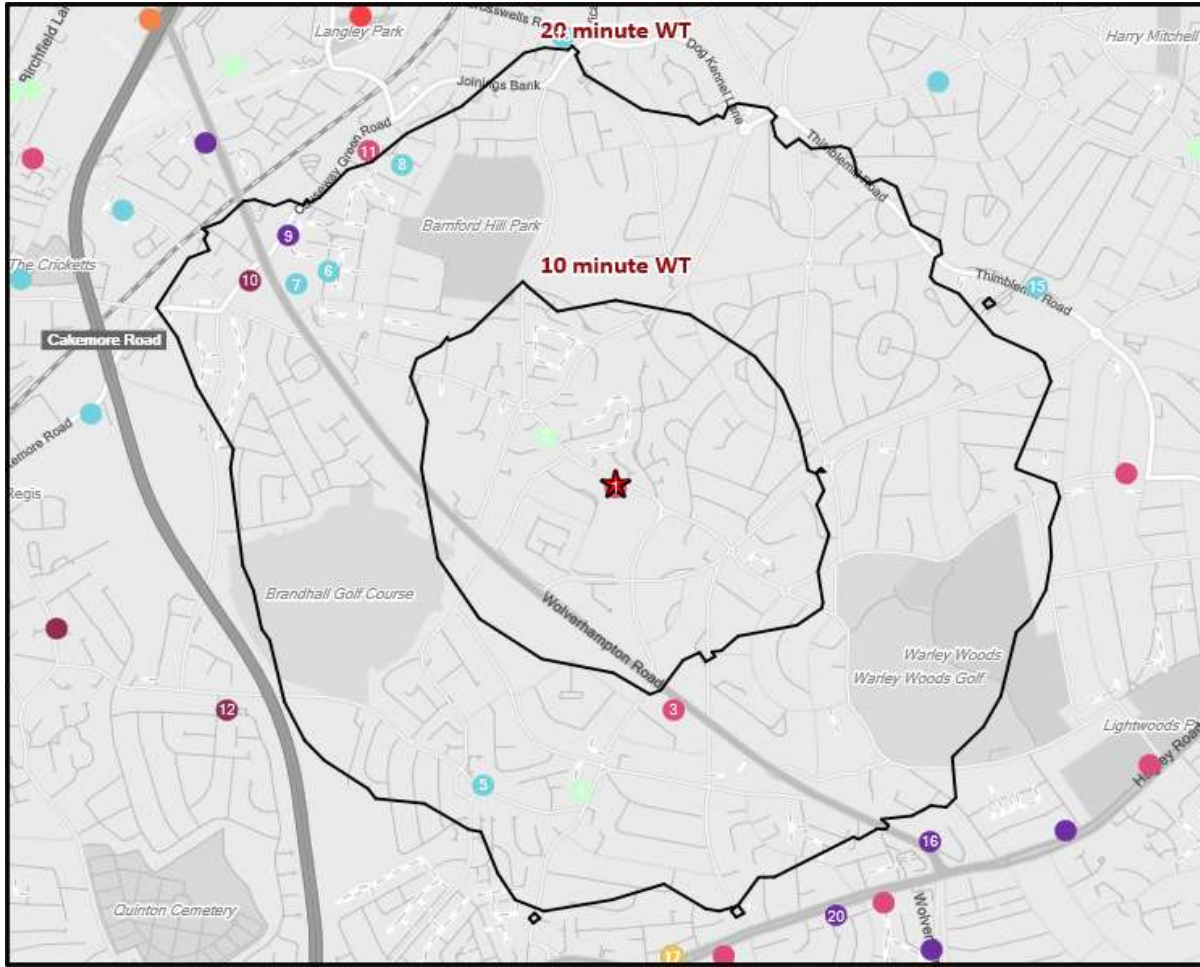 Birchfield La
Langley Park
20 minute WT
Harry Mitchell
Dog Kennel Lane
Joinings Bank
Causeway Green Road
11
8
Thimblemill Road
Barnford Hill Park
9
The Cricketts
10 minute WT
10
7
6
15
Thimblemill Road
Cakemore Road
emore Road
1
Regis
Brandhall Golf Course
Wolverhampton Road
Warley Woods
Warley Woods Golf
12
3
Lightwoods P
5
16
20
Quinton Cemetery
Wolver
17